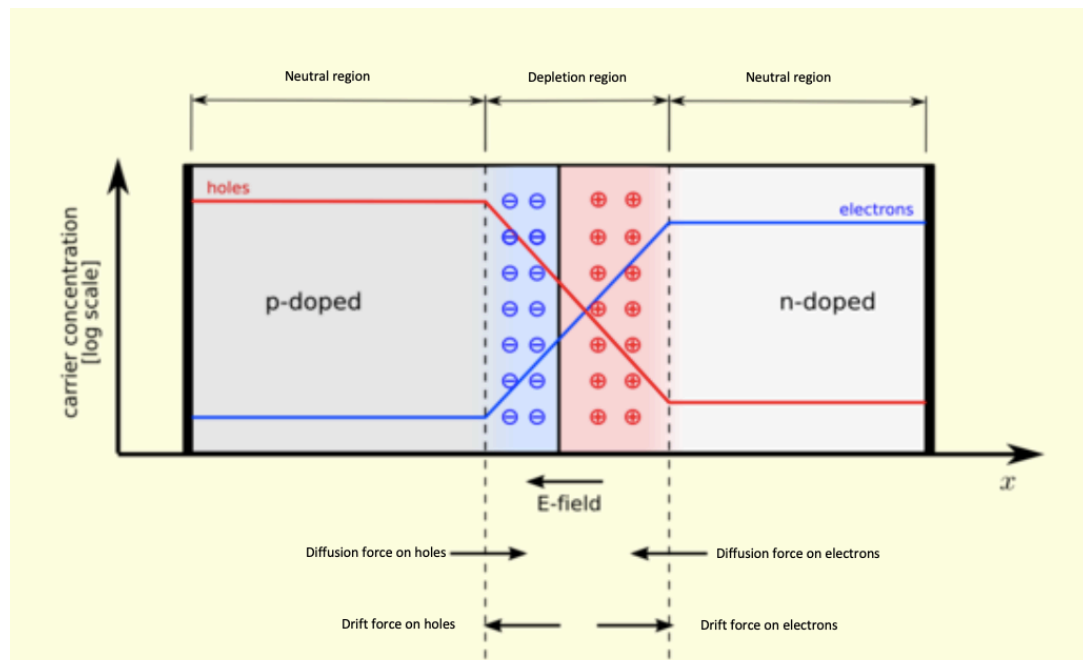 Neutral region
Depletion region
Neutral region
holes
electrons
carrier concentration
[log scale]
p-doped
n-doped
x
E-field
Diffusion force on holes
Diffusion force on electrons
Drift force on holes
Drift force on electrons